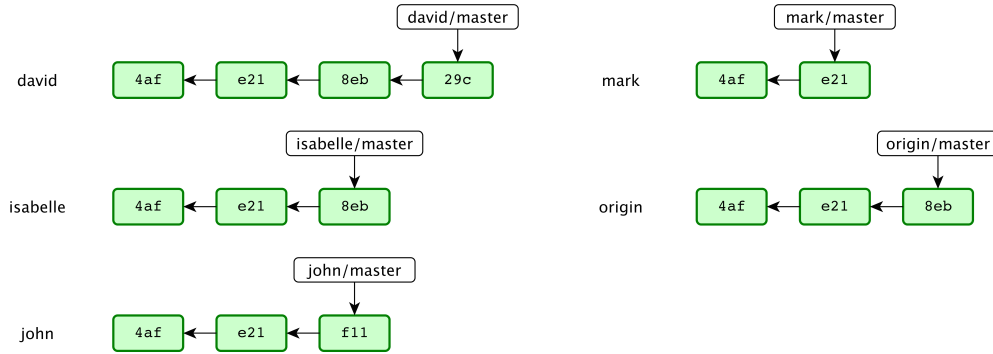 david/master
david 4af e21 8eb 29c
mark/master
mark 4af e21
isabelle/master
isabelle 4af e21 8eb
origin/master
origin 4af e21 8eb
john/master
john 4af e21 f11